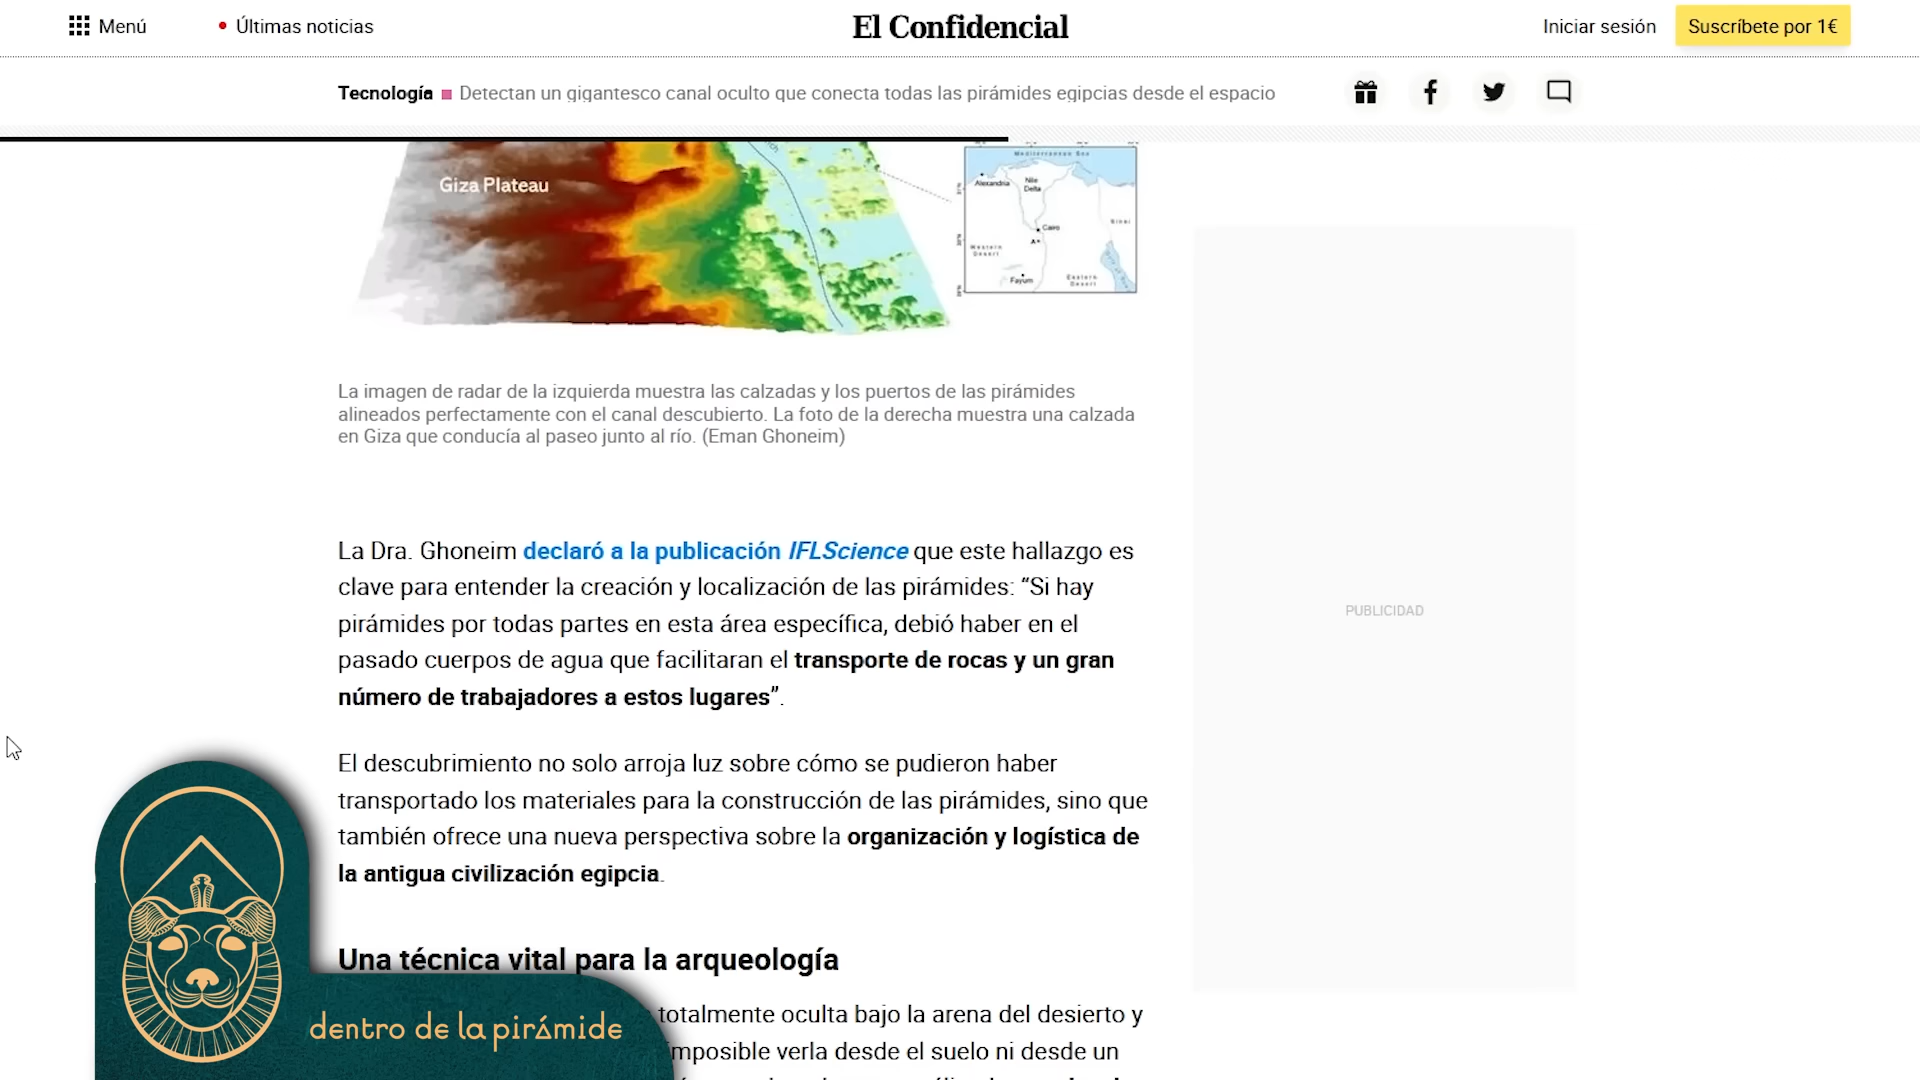 Menú
Últimas noticias
El Confidencial
Iniciar sesión
Suscríbete por 1€
Tecnología
Detectan un gigantesco canal oculto que conecta todas las pirámides egipcias desde el espacio
Giza Plateau
Mediterranean Sea
Alexandria
Nile
Delta
Cairo
Sinai
Western
Desert
Fayum
Eastern
Desert
La imagen de radar de la izquierda muestra las calzadas y los puertos de las pirámides
alineados perfectamente con el canal descubierto. La foto de la derecha muestra una calzada
en Giza que conducía al paseo junto al río. (Eman Ghoneim)
La Dra. Ghoneim declaró a la publicación IFLScience que este hallazgo es
clave para entender la creación y localización de las pirámides: “Si hay
pirámides por todas partes en esta área específica, debió haber en el
pasado cuerpos de agua que facilitaran el transporte de rocas y un gran
número de trabajadores a estos lugares”.
El descubrimiento no solo arroja luz sobre cómo se pudieron haber
transportado los materiales para la construcción de las pirámides, sino que
también ofrece una nueva perspectiva sobre la organización y logística de
la antigua civilización egipcia.
Una técnica vital para la arqueología
totalmente oculta bajo la arena del desierto y
imposible verla desde el suelo ni desde un
PUBLICIDAD
dentro de la pirámide